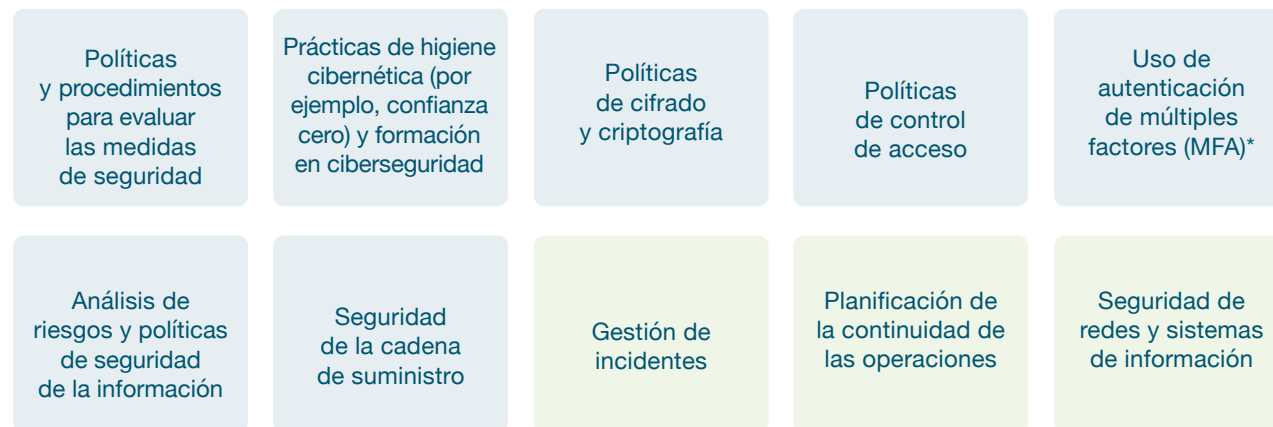 Políticas
y procedimientos
para evaluar
las medidas
de seguridad
Prácticas de higiene
cibernética (por
ejemplo, confianza
cero) y formación
en ciberseguridad
Políticas
de cifrado
y criptografía
Políticas
de control
de acceso
Uso de
autenticación
de múltiples
factores (MFA)*
Análisis de
riesgos y políticas
de seguridad
de la información
Seguridad
de la cadena
de suministro
Gestión de
incidentes
Planificación de
la continuidad de
las operaciones
Seguridad de
redes y sistemas
de información